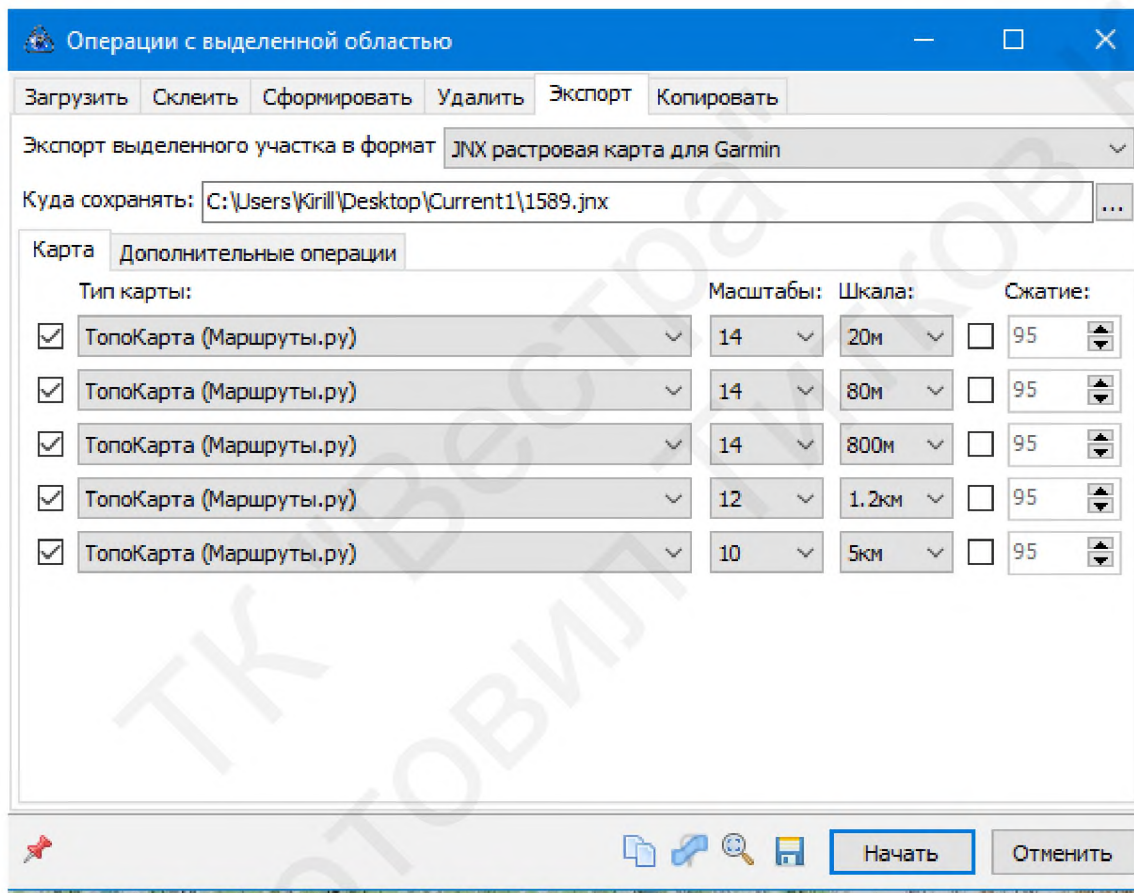 Операции с выделенной областью
Загрузить Склеить Сформировать Удалить Экспорт Копировать
Экспорт выделенного участка в формат JNX растровая карта для Garmin
Куда сохранять: C:\Users\Kirill\Desktop\Current1\1589.jnx ...
Карта Дополнительные операции
Тип карты: Масштабы: Шкала: Сжатие:
ТопоКарта (Маршруты.ру) 14 20м 95
ТопоКарта (Маршруты.ру) 14 80м 95
ТопоКарта (Маршруты.ру) 14 800м 95
ТопоКарта (Маршруты.ру) 12 1.2км 95
ТопоКарта (Маршруты.ру) 10 5км 95
ТК "Вестра"
Титков
Начать Отменить